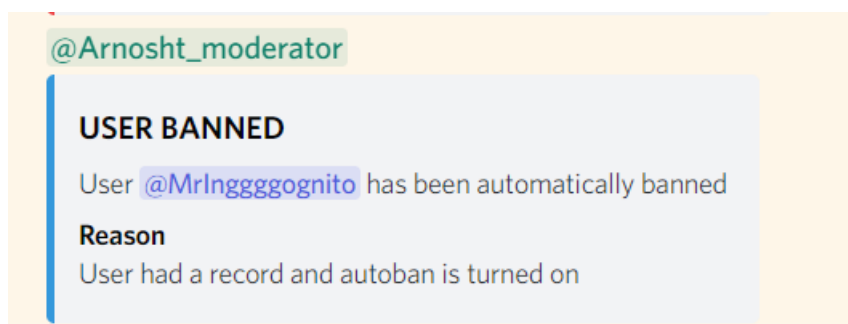 @Arnosht_moderator
USER BANNED
User @MrInggggognito has been automatically banned
Reason
User had a record and autoban is turned on